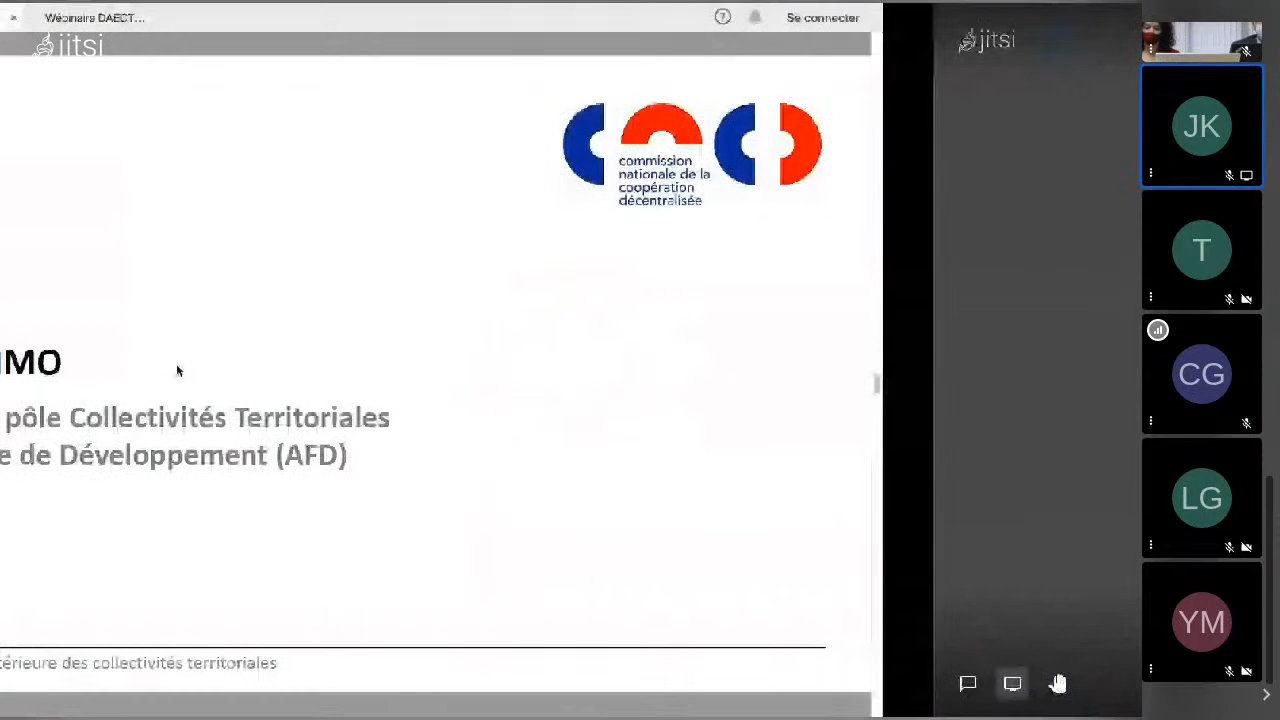 Wébinaire DAECT...
Se connecter
jitsi
jitsi
commission
nationale de la
coopération
décentralisée
MO
pôle Collectivités Territoriales
e de Développement (AFD)
térieure des collectivités territoriales
JK
T
CG
LG
YM